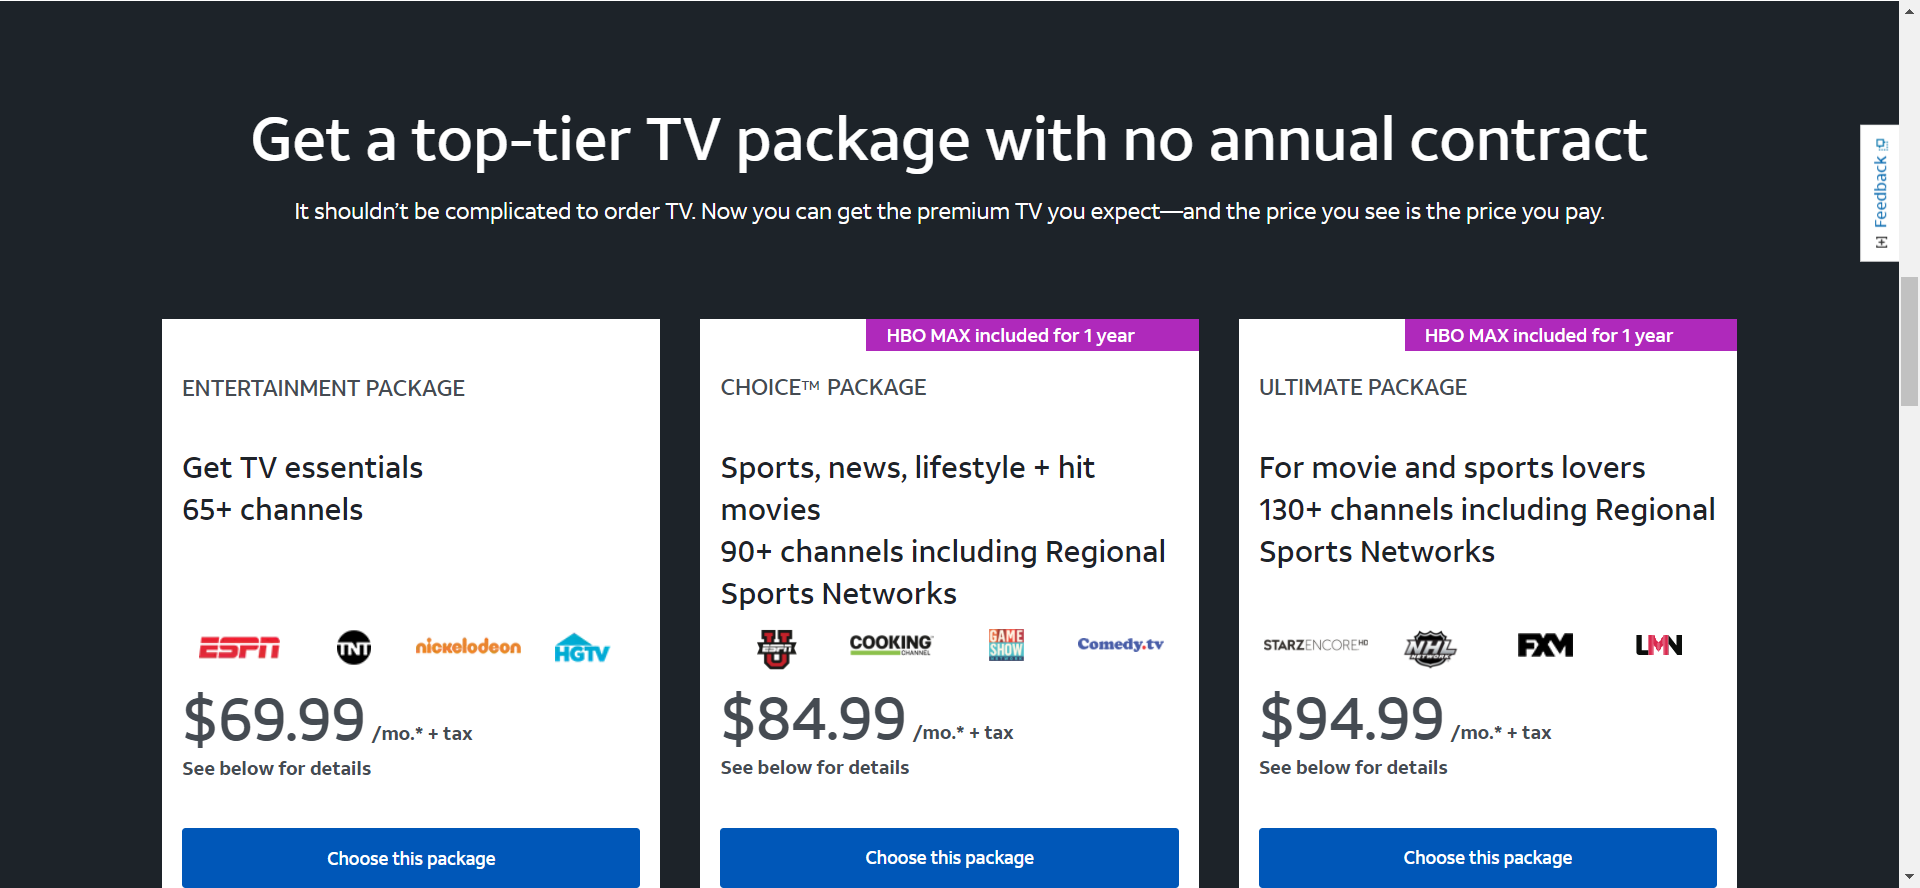 Get a top-tier TV package with no annual contract
It shouldn’t be complicated to order TV. Now you can get the premium TV you expect—and the price you see is the price you pay.
[+] Feedback
ENTERTAINMENT PACKAGE
Get TV essentials
65+ channels
ESPN TNT nickelodeon HGTV
$69.99 /mo.* + tax
See below for details
Choose this package
HBO MAX included for 1 year
CHOICE™ PACKAGE
Sports, news, lifestyle + hit
movies
90+ channels including Regional
Sports Networks
U ESPN COOKING CHANNEL GAME SHOW NETWORK Comedy.tv
$84.99 /mo.* + tax
See below for details
Choose this package
HBO MAX included for 1 year
ULTIMATE PACKAGE
For movie and sports lovers
130+ channels including Regional
Sports Networks
STARZENCORE HD NHL NETWORK FXM LMN
$94.99 /mo.* + tax
See below for details
Choose this package